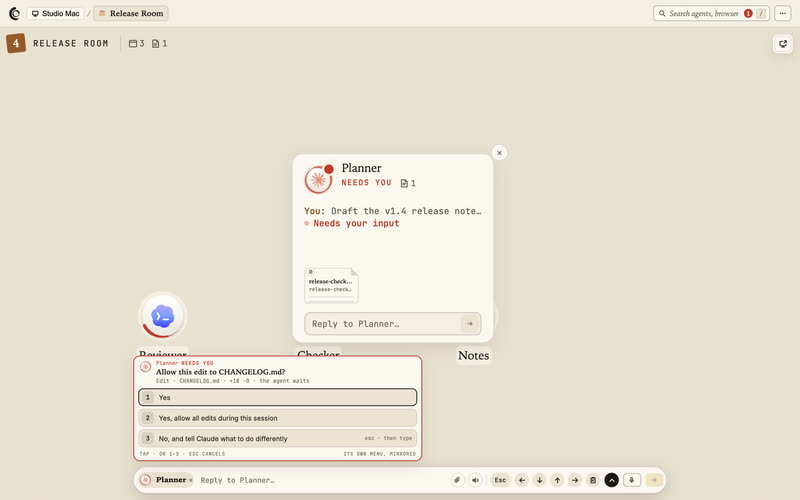 Studio Mac / Release Room
Search agents, browser 1 /
4 RELEASE ROOM 3 1
Planner
NEEDS YOU 1
You: Draft the v1.4 release note…
Needs your input
release-check…
release-check…
Reply to Planner…
Reviewer Checker Notes
Planner NEEDS YOU
Allow this edit to CHANGELOG.md?
Edit · CHANGELOG.md · +18 -0 · the agent waits
1 Yes
2 Yes, allow all edits during this session
3 No, and tell Claude what to do differently esc · then type
TAP · OR 1-3 · ESC CANCELS ITS OWN MENU, MIRRORED
Planner × Reply to Planner… Esc ← ↓ ↑ →